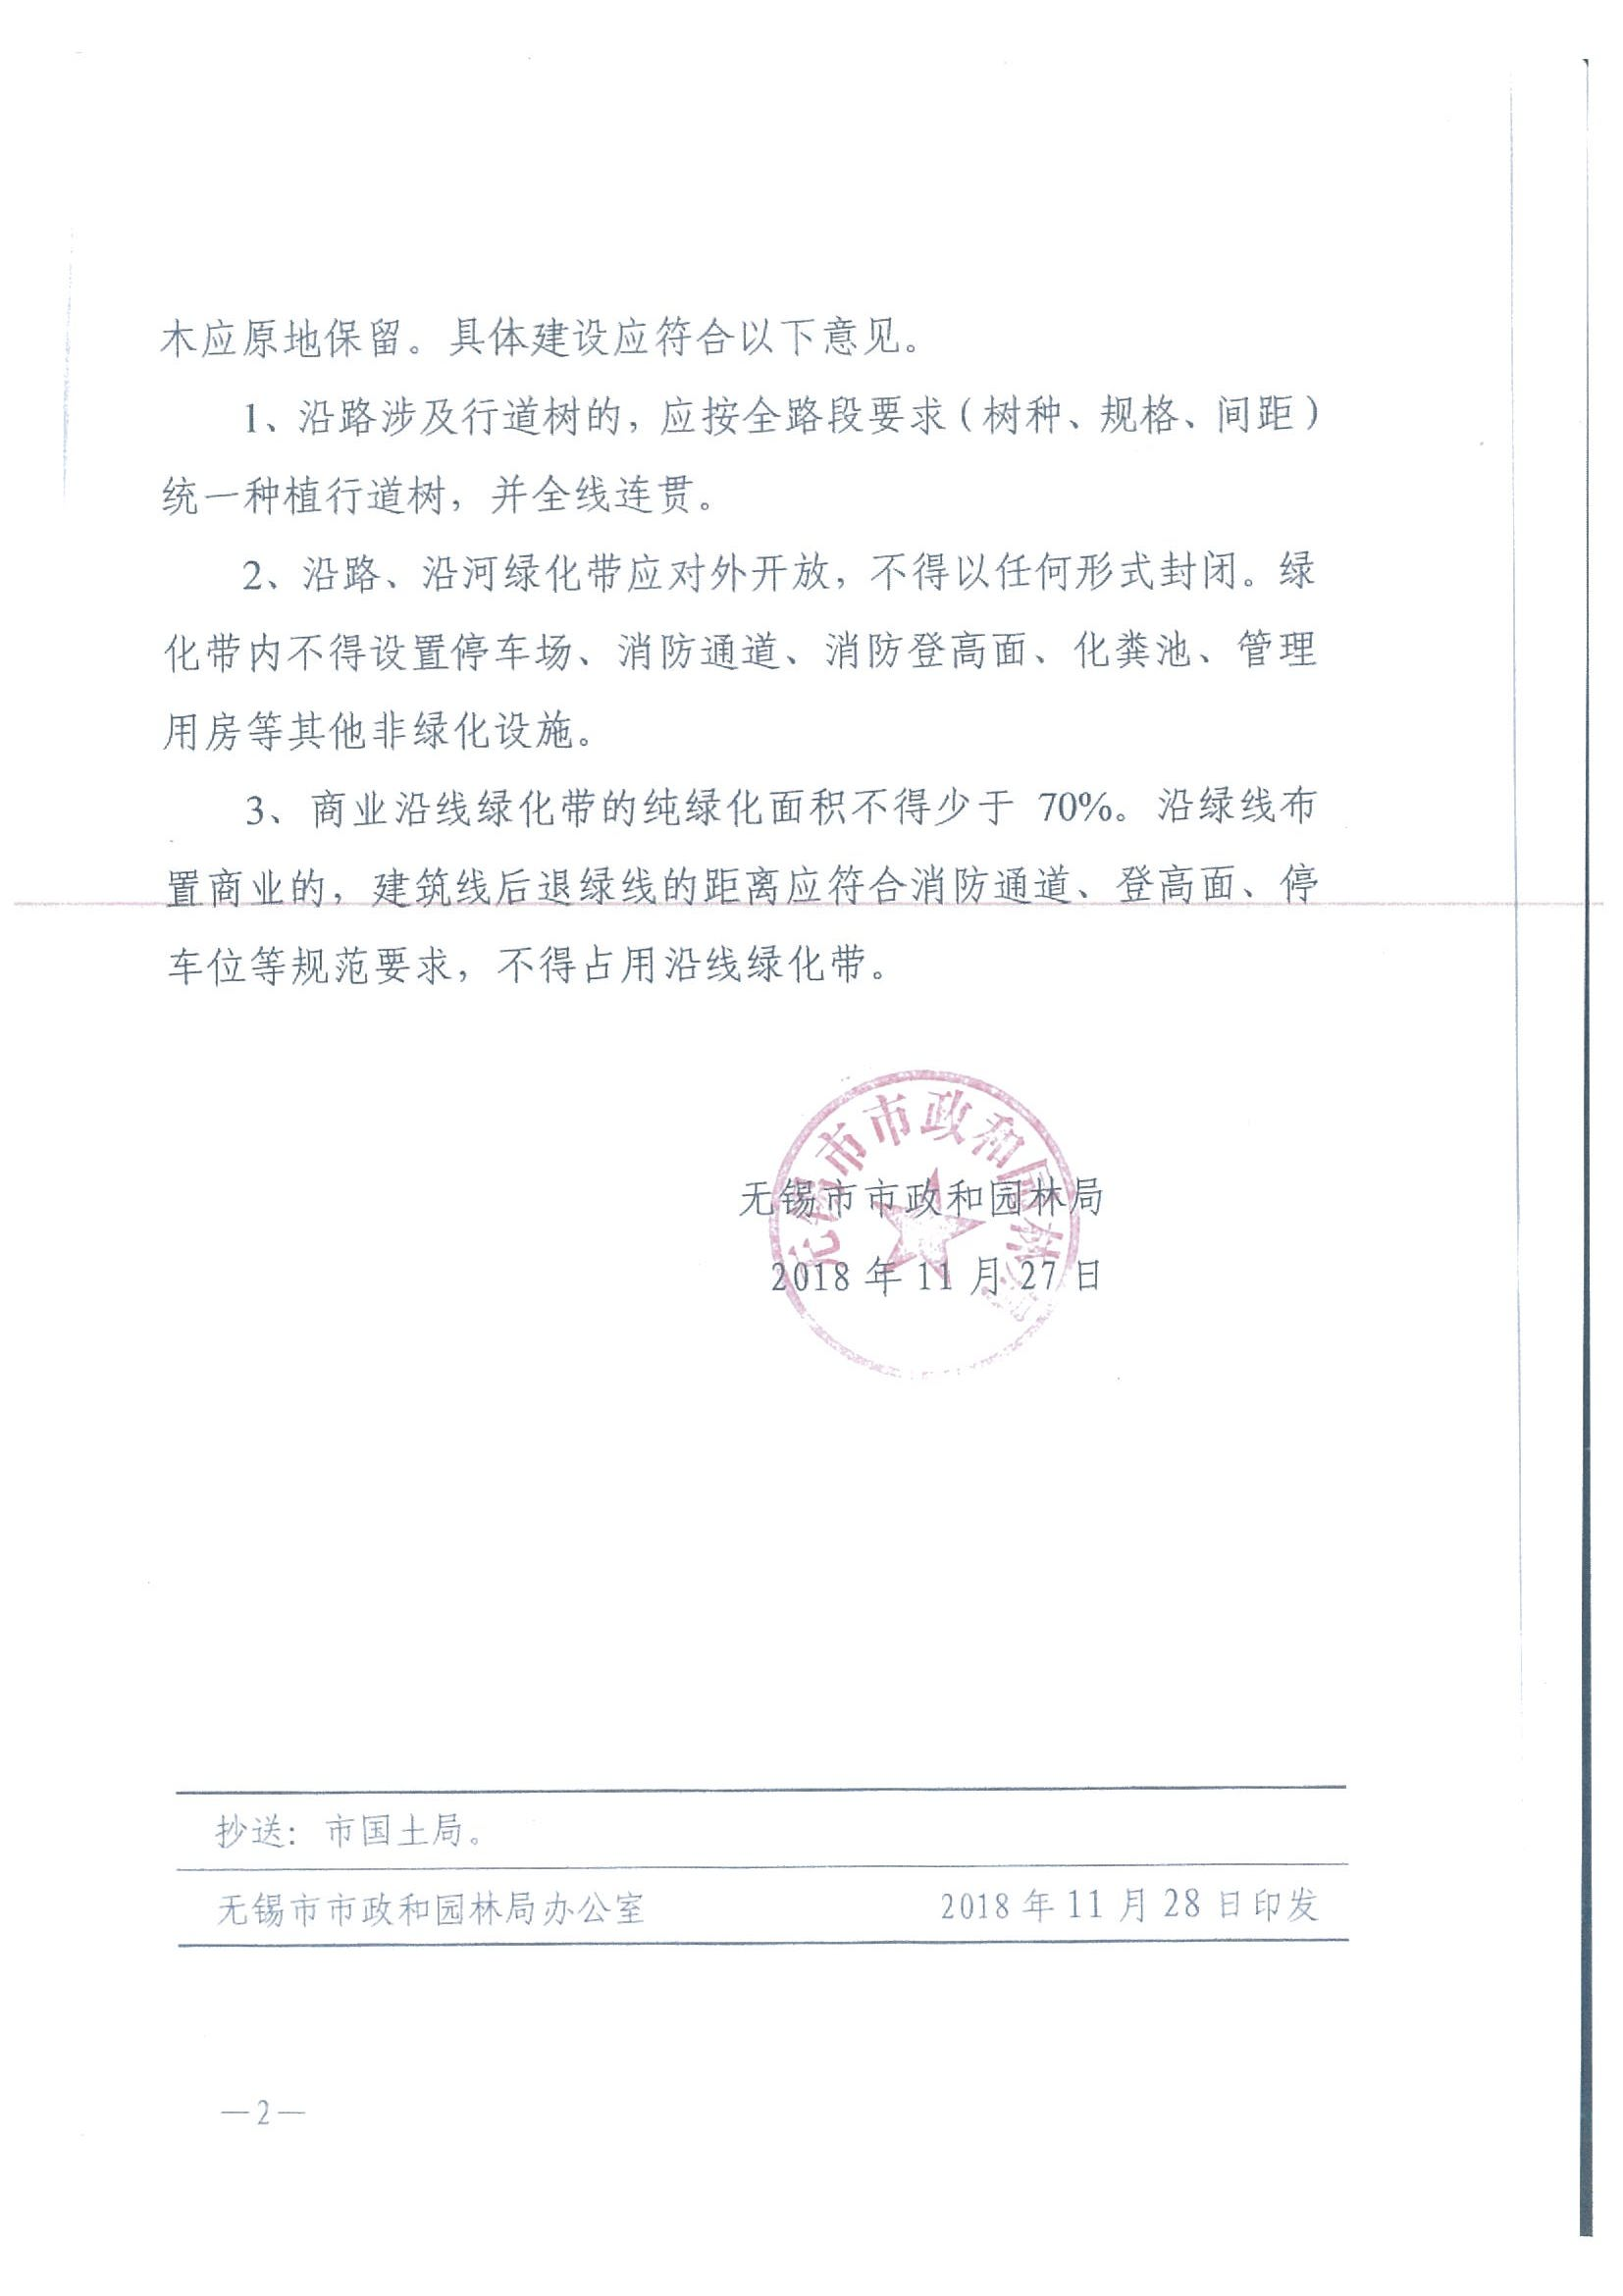 木应原地保留。具体建设应符合以下意见。
1、沿路涉及行道树的，应按全路段要求（树种、规格、间距）
统一种植行道树，并全线连贯。
2、沿路、沿河绿化带应对外开放，不得以任何形式封闭。绿
化带内不得设置停车场、消防通道、消防登高面、化粪池、管理
用房等其他非绿化设施。
3、商业沿线绿化带的纯绿化面积不得少于 70%。沿绿线布
置商业的，建筑线后退绿线的距离应符合消防通道、登高面、停
车位等规范要求，不得占用沿线绿化带。
无锡市市政和园林局
无锡市市政和园林局
2018 年 11 月 27 日
抄送：市国土局。
无锡市市政和园林局办公室 2018 年 11 月 28 日印发
—2—